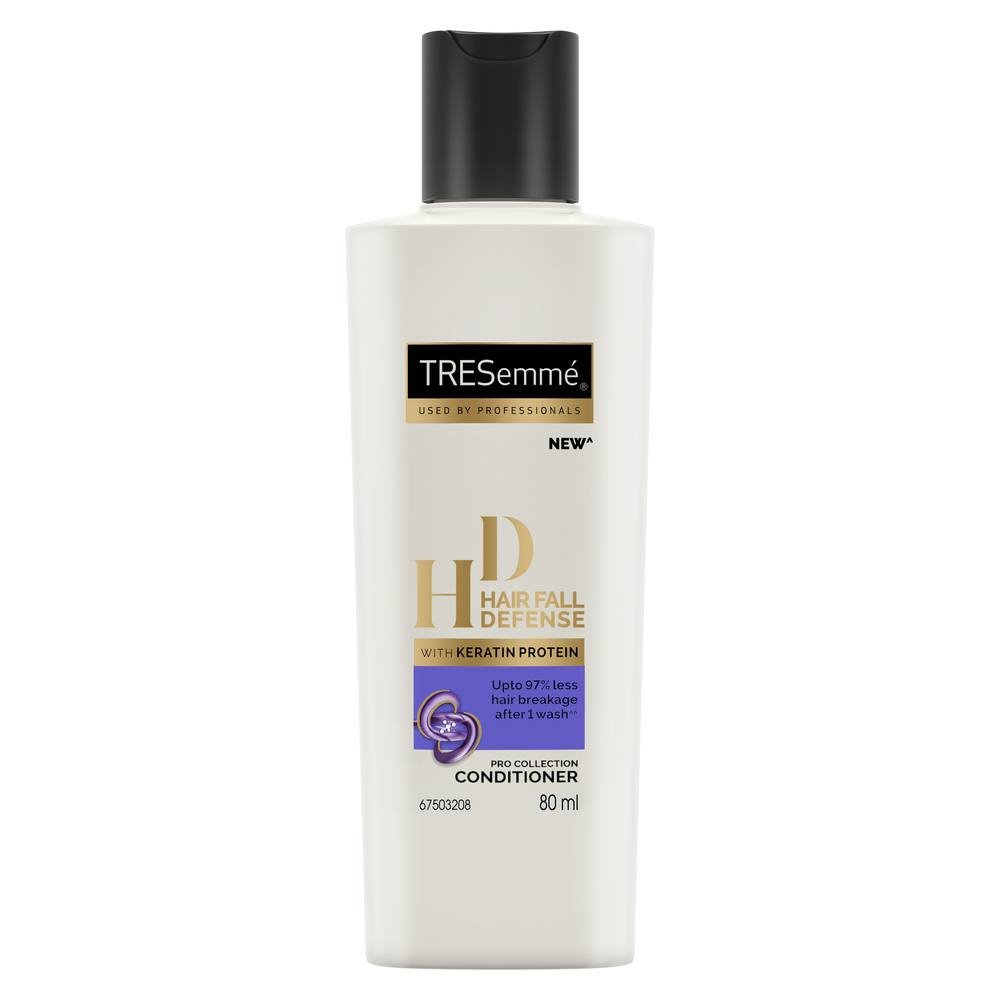 TRESemmé®
USED BY PROFESSIONALS
NEW^
HD
HAIR FALL
DEFENSE
WITH KERATIN PROTEIN
Upto 97% less
hair breakage
after 1 wash^^
PRO COLLECTION
CONDITIONER
67503208 80 ml